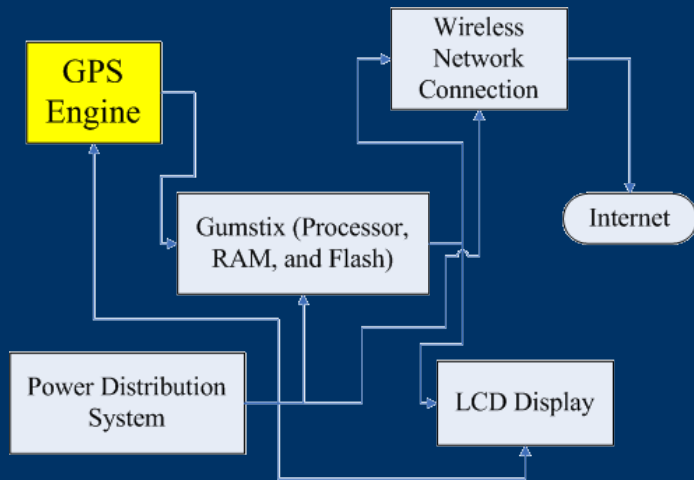 GPS
Engine
Wireless
Network
Connection
Gumstix (Processor,
RAM, and Flash)
Internet
Power Distribution
System
LCD Display